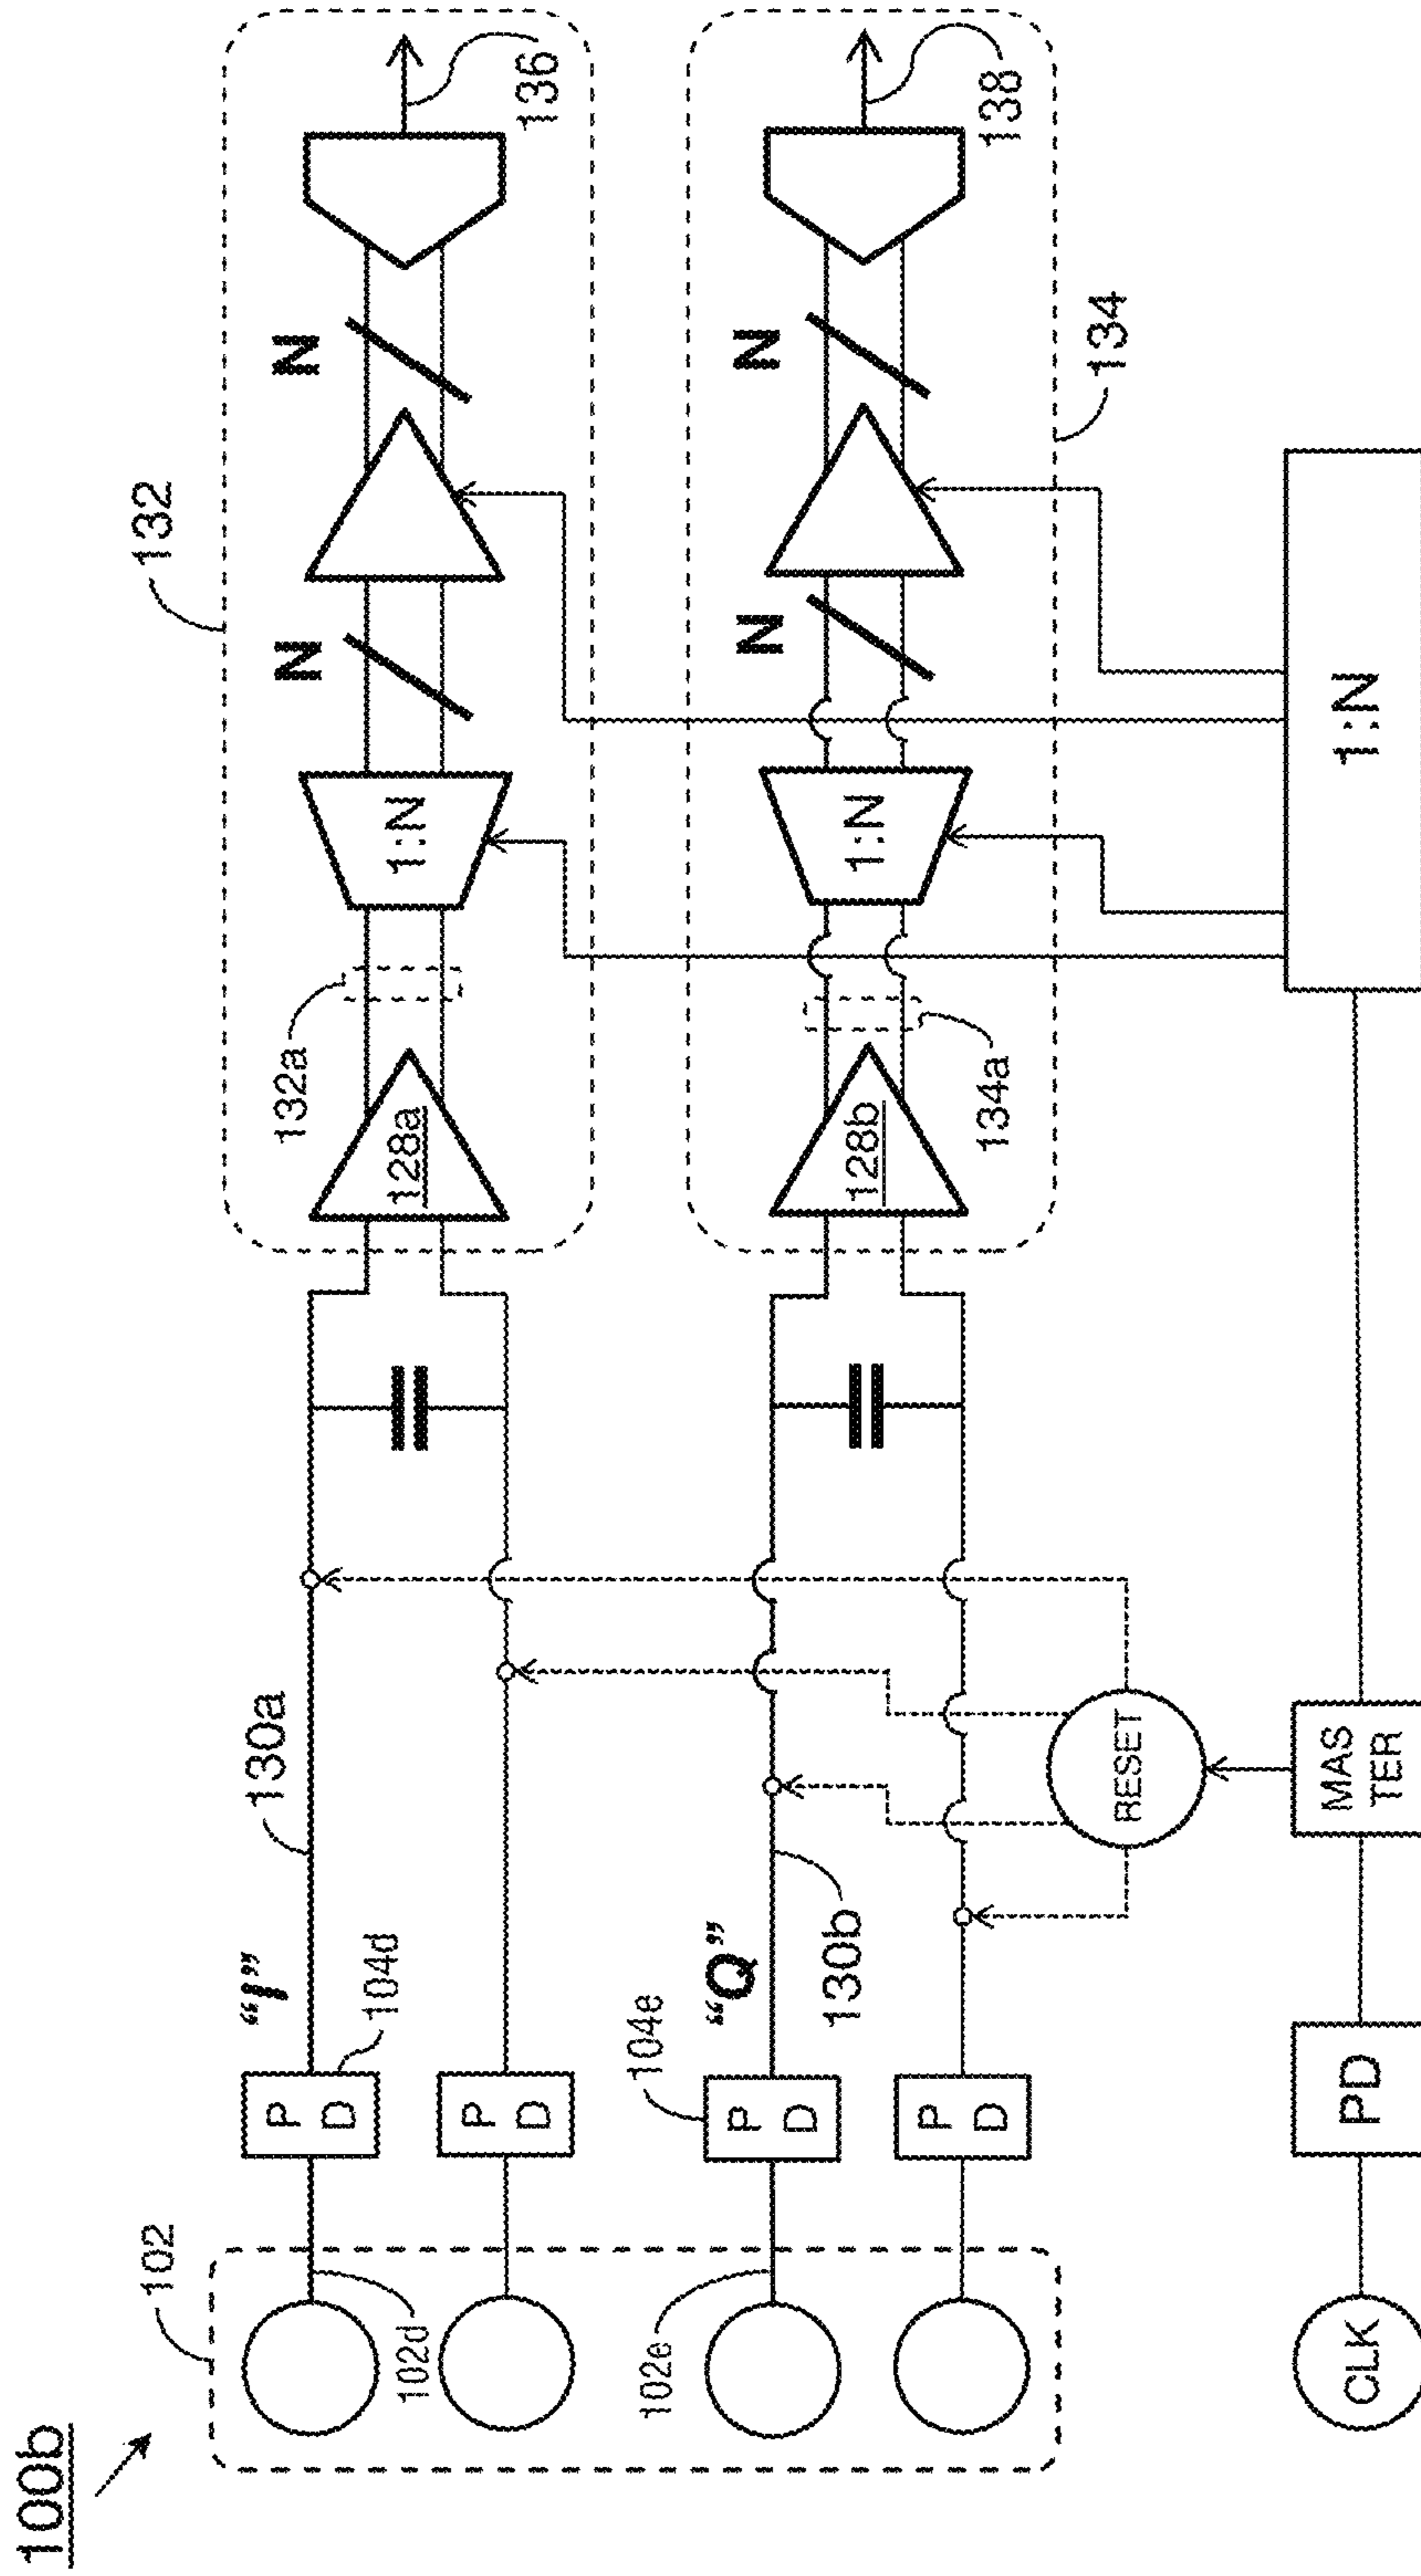 100b
102
102d
102e
"I"
104d
P
D
P
D
104e
P
D
"Q"
P
D
130a
130b
RESET
CLK
PD
MAS
TER
1:N
132
128a
132a
1:N
N
N
136
134
128b
134a
1:N
N
N
138